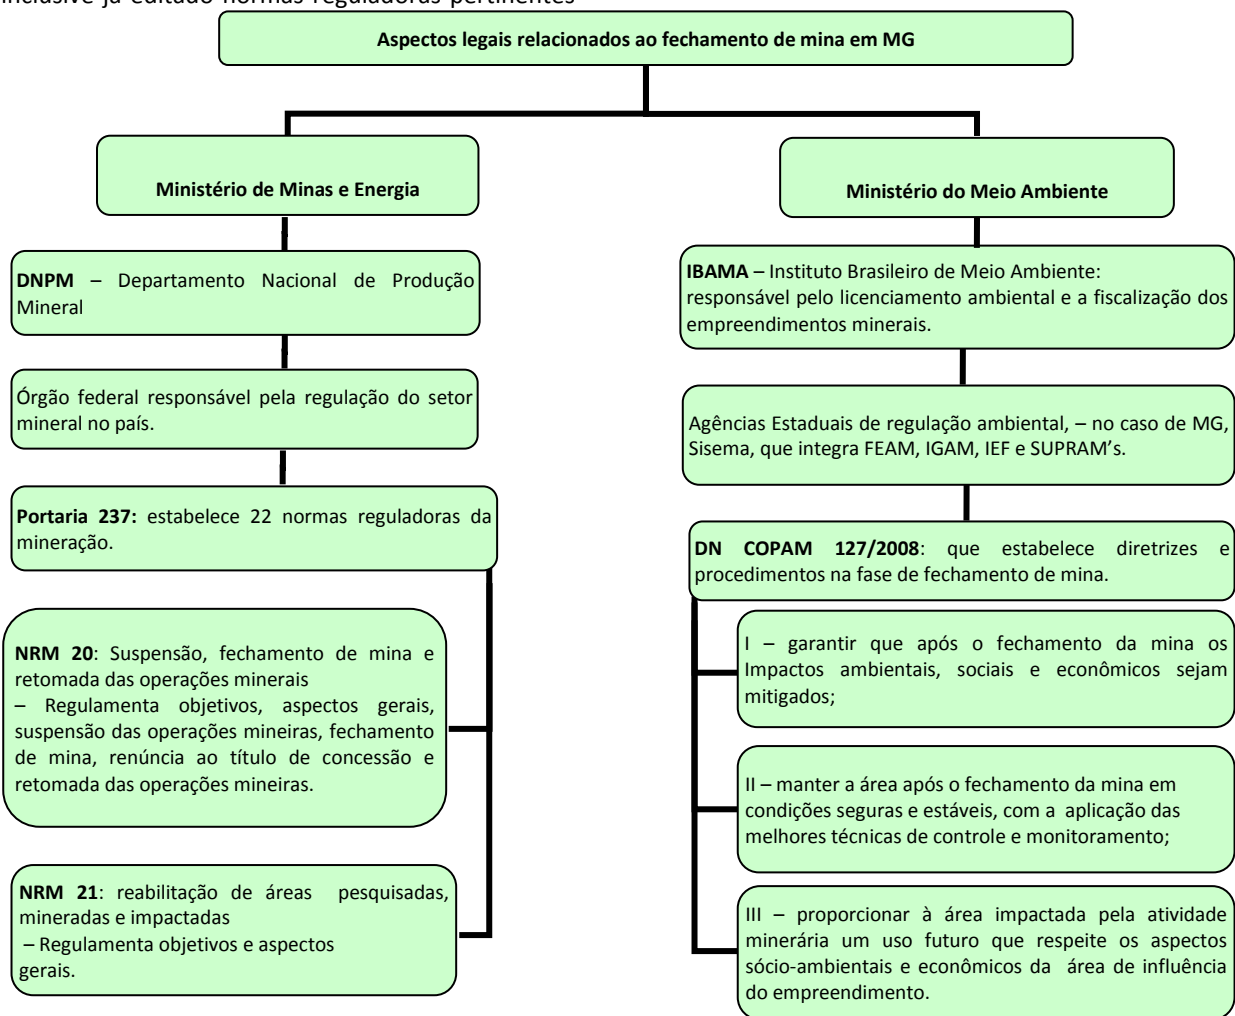 inclusive já editado normas reguladoras pertinentes
Aspectos legais relacionados ao fechamento de mina em MG
Ministério de Minas e Energia
DNPM – Departamento Nacional de Produção
Mineral
Órgão federal responsável pela regulação do setor
mineral no país.
Portaria 237: estabelece 22 normas reguladoras da
mineração.
NRM 20: Suspensão, fechamento de mina e
retomada das operações minerais
– Regulamenta objetivos, aspectos gerais,
suspensão das operações mineiras, fechamento
de mina, renúncia ao título de concessão e
retomada das operações mineiras.
NRM 21: reabilitação de áreas pesquisadas,
mineradas e impactadas
– Regulamenta objetivos e aspectos
gerais.
Ministério do Meio Ambiente
IBAMA – Instituto Brasileiro de Meio Ambiente:
responsável pelo licenciamento ambiental e a fiscalização dos
empreendimentos minerais.
Agências Estaduais de regulação ambiental, – no caso de MG,
Sisema, que integra FEAM, IGAM, IEF e SUPRAM’s.
DN COPAM 127/2008: que estabelece diretrizes e
procedimentos na fase de fechamento de mina.
I – garantir que após o fechamento da mina os
Impactos ambientais, sociais e econômicos sejam
mitigados;
II – manter a área após o fechamento da mina em
condições seguras e estáveis, com a aplicação das
melhores técnicas de controle e monitoramento;
III – proporcionar à área impactada pela atividade
minerária um uso futuro que respeite os aspectos
sócio-ambientais e econômicos da área de influência
do empreendimento.